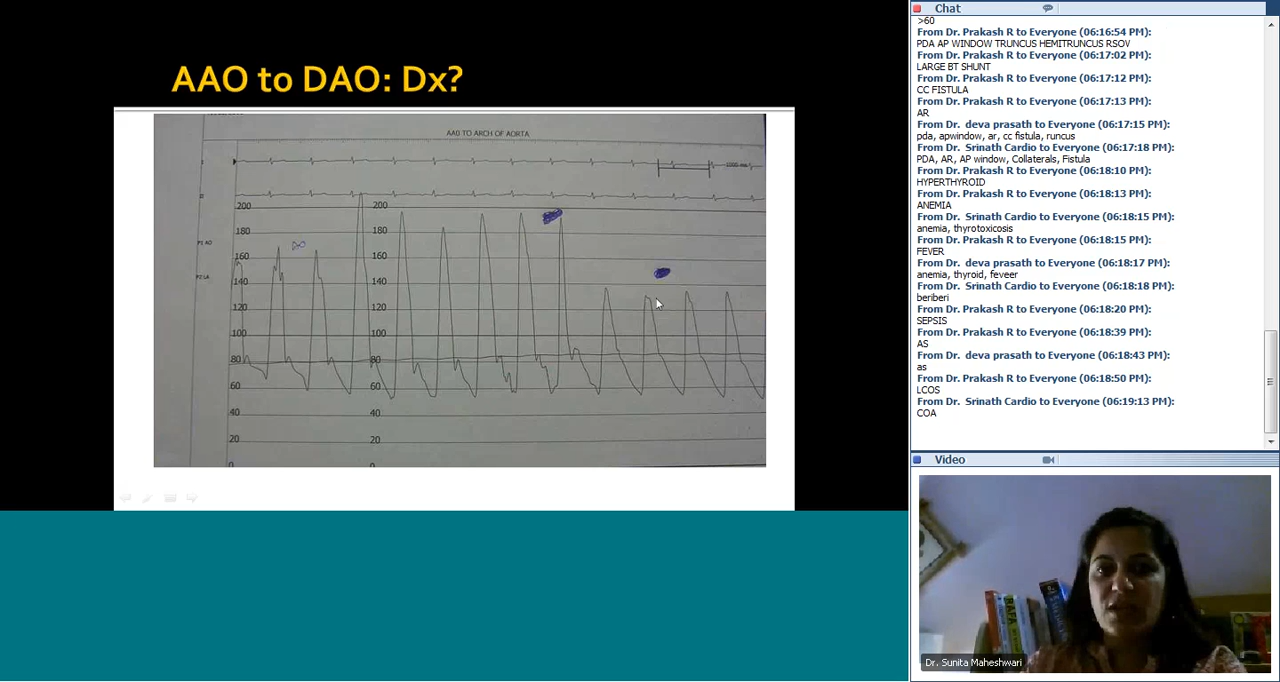 AAO to DAO: Dx?
AAO TO ARCH OF AORTA
I
1000 ms
II
200 200
180 180
P1 AO
160 160
P2 LA
140 140
120 120
100 100
80 80
60 60
40 40
20 20
0 0
Chat
>60
From Dr. Prakash R to Everyone (06:16:54 PM):
PDA AP WINDOW TRUNCUS HEMITRUNCUS RSOV
From Dr. Prakash R to Everyone (06:17:02 PM):
LARGE BT SHUNT
From Dr. Prakash R to Everyone (06:17:12 PM):
CC FISTULA
From Dr. Prakash R to Everyone (06:17:13 PM):
AR
From Dr. deva prasath to Everyone (06:17:15 PM):
pda, apwindow, ar, cc fistula, runcus
From Dr. Srinath Cardio to Everyone (06:17:18 PM):
PDA, AR, AP window, Collaterals, Fistula
From Dr. Prakash R to Everyone (06:18:10 PM):
HYPERTHYROID
From Dr. Prakash R to Everyone (06:18:13 PM):
ANEMIA
From Dr. Srinath Cardio to Everyone (06:18:15 PM):
anemia, thyrotoxicosis
From Dr. Prakash R to Everyone (06:18:15 PM):
FEVER
From Dr. deva prasath to Everyone (06:18:17 PM):
anemia, thyroid, feveer
From Dr. Srinath Cardio to Everyone (06:18:18 PM):
beriberi
From Dr. Prakash R to Everyone (06:18:20 PM):
SEPSIS
From Dr. Prakash R to Everyone (06:18:39 PM):
AS
From Dr. deva prasath to Everyone (06:18:43 PM):
as
From Dr. Prakash R to Everyone (06:18:50 PM):
LCOS
From Dr. Srinath Cardio to Everyone (06:19:13 PM):
COA
Video
RAFA
Dr. Sunita Maheshwari